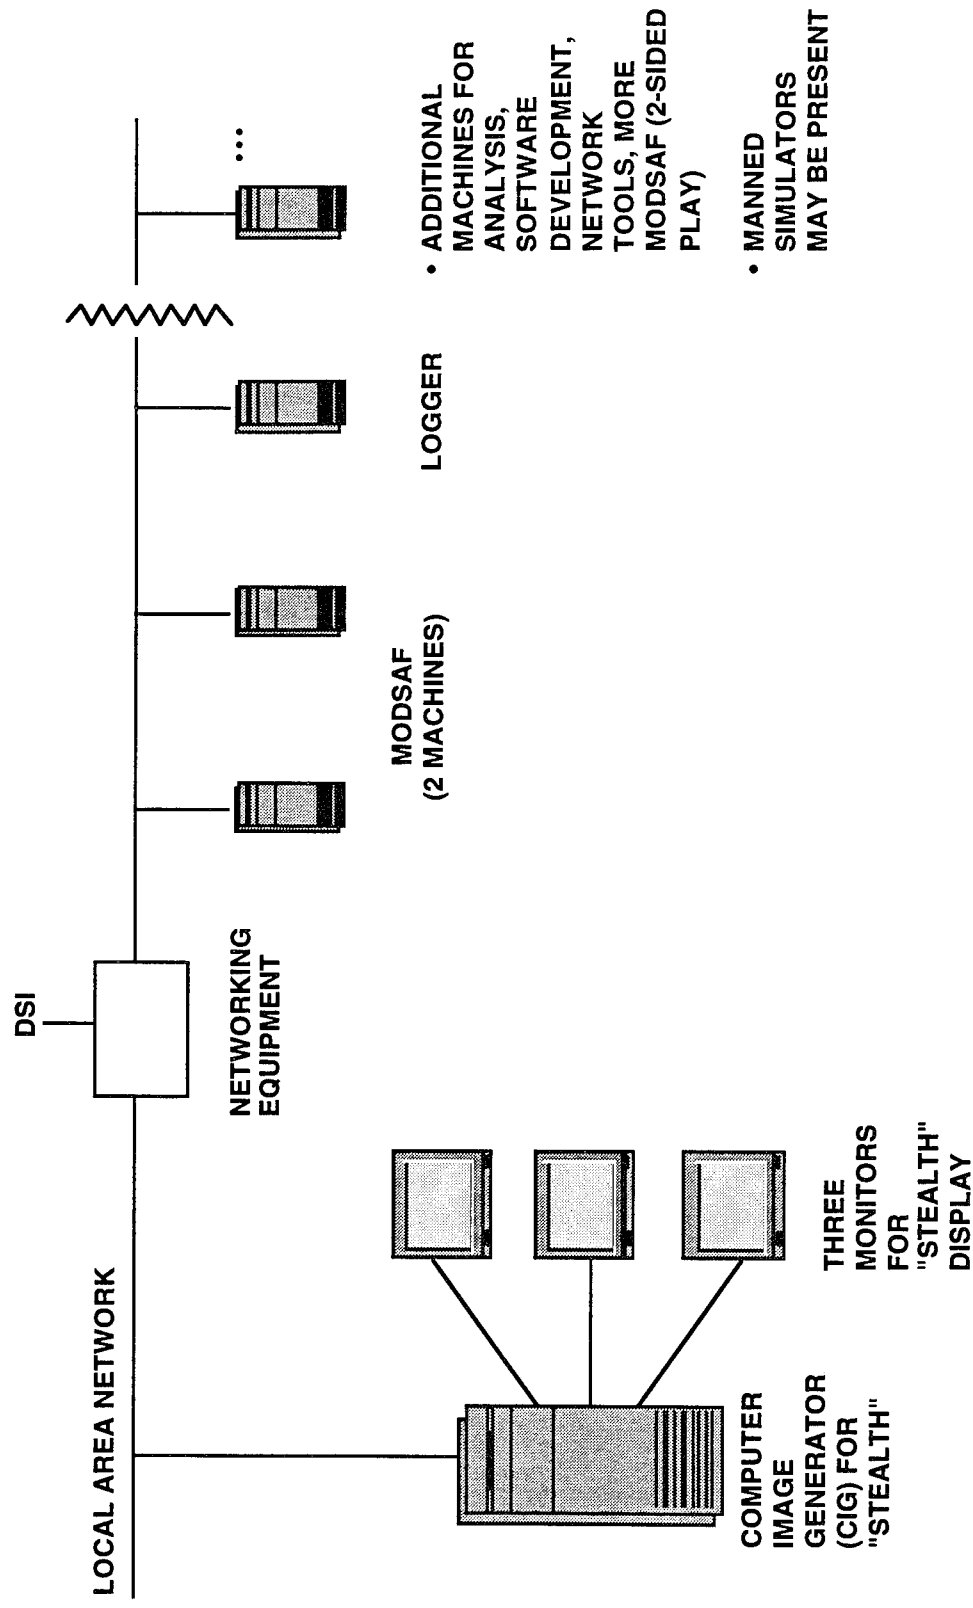 DSI
LOCAL AREA NETWORK
NETWORKING
EQUIPMENT
MODSAF
(2 MACHINES)
LOGGER
• ADDITIONAL
MACHINES FOR
ANALYSIS,
SOFTWARE
DEVELOPMENT,
NETWORK
TOOLS, MORE
MODSAF (2-SIDED
PLAY)
• MANNED
SIMULATORS
MAY BE PRESENT
COMPUTER
IMAGE
GENERATOR
(CIG) FOR
"STEALTH"
THREE
MONITORS
FOR
"STEALTH"
DISPLAY
...